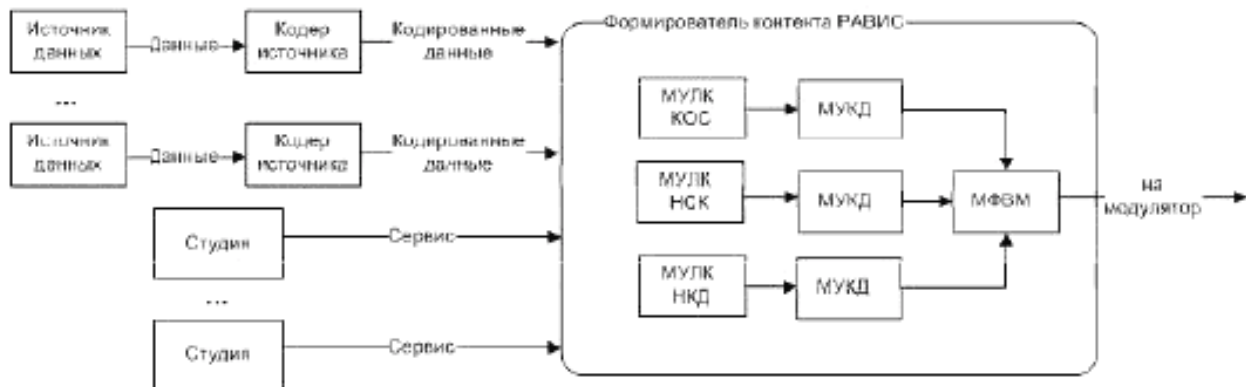 Формирователь контекта РАВИС
Источник
данных
Данные
Кодер
источника
Кодированные
данные
...
Источник
данных
Данные
Кодер
источника
Кодированные
данные
Студия
Сервис
...
Студия
Сервис
МУЛК
КОС
МУКД
МУЛК
НСК
МУКД
МУЛК
НКД
МУКД
МФВМ
на
модулятор